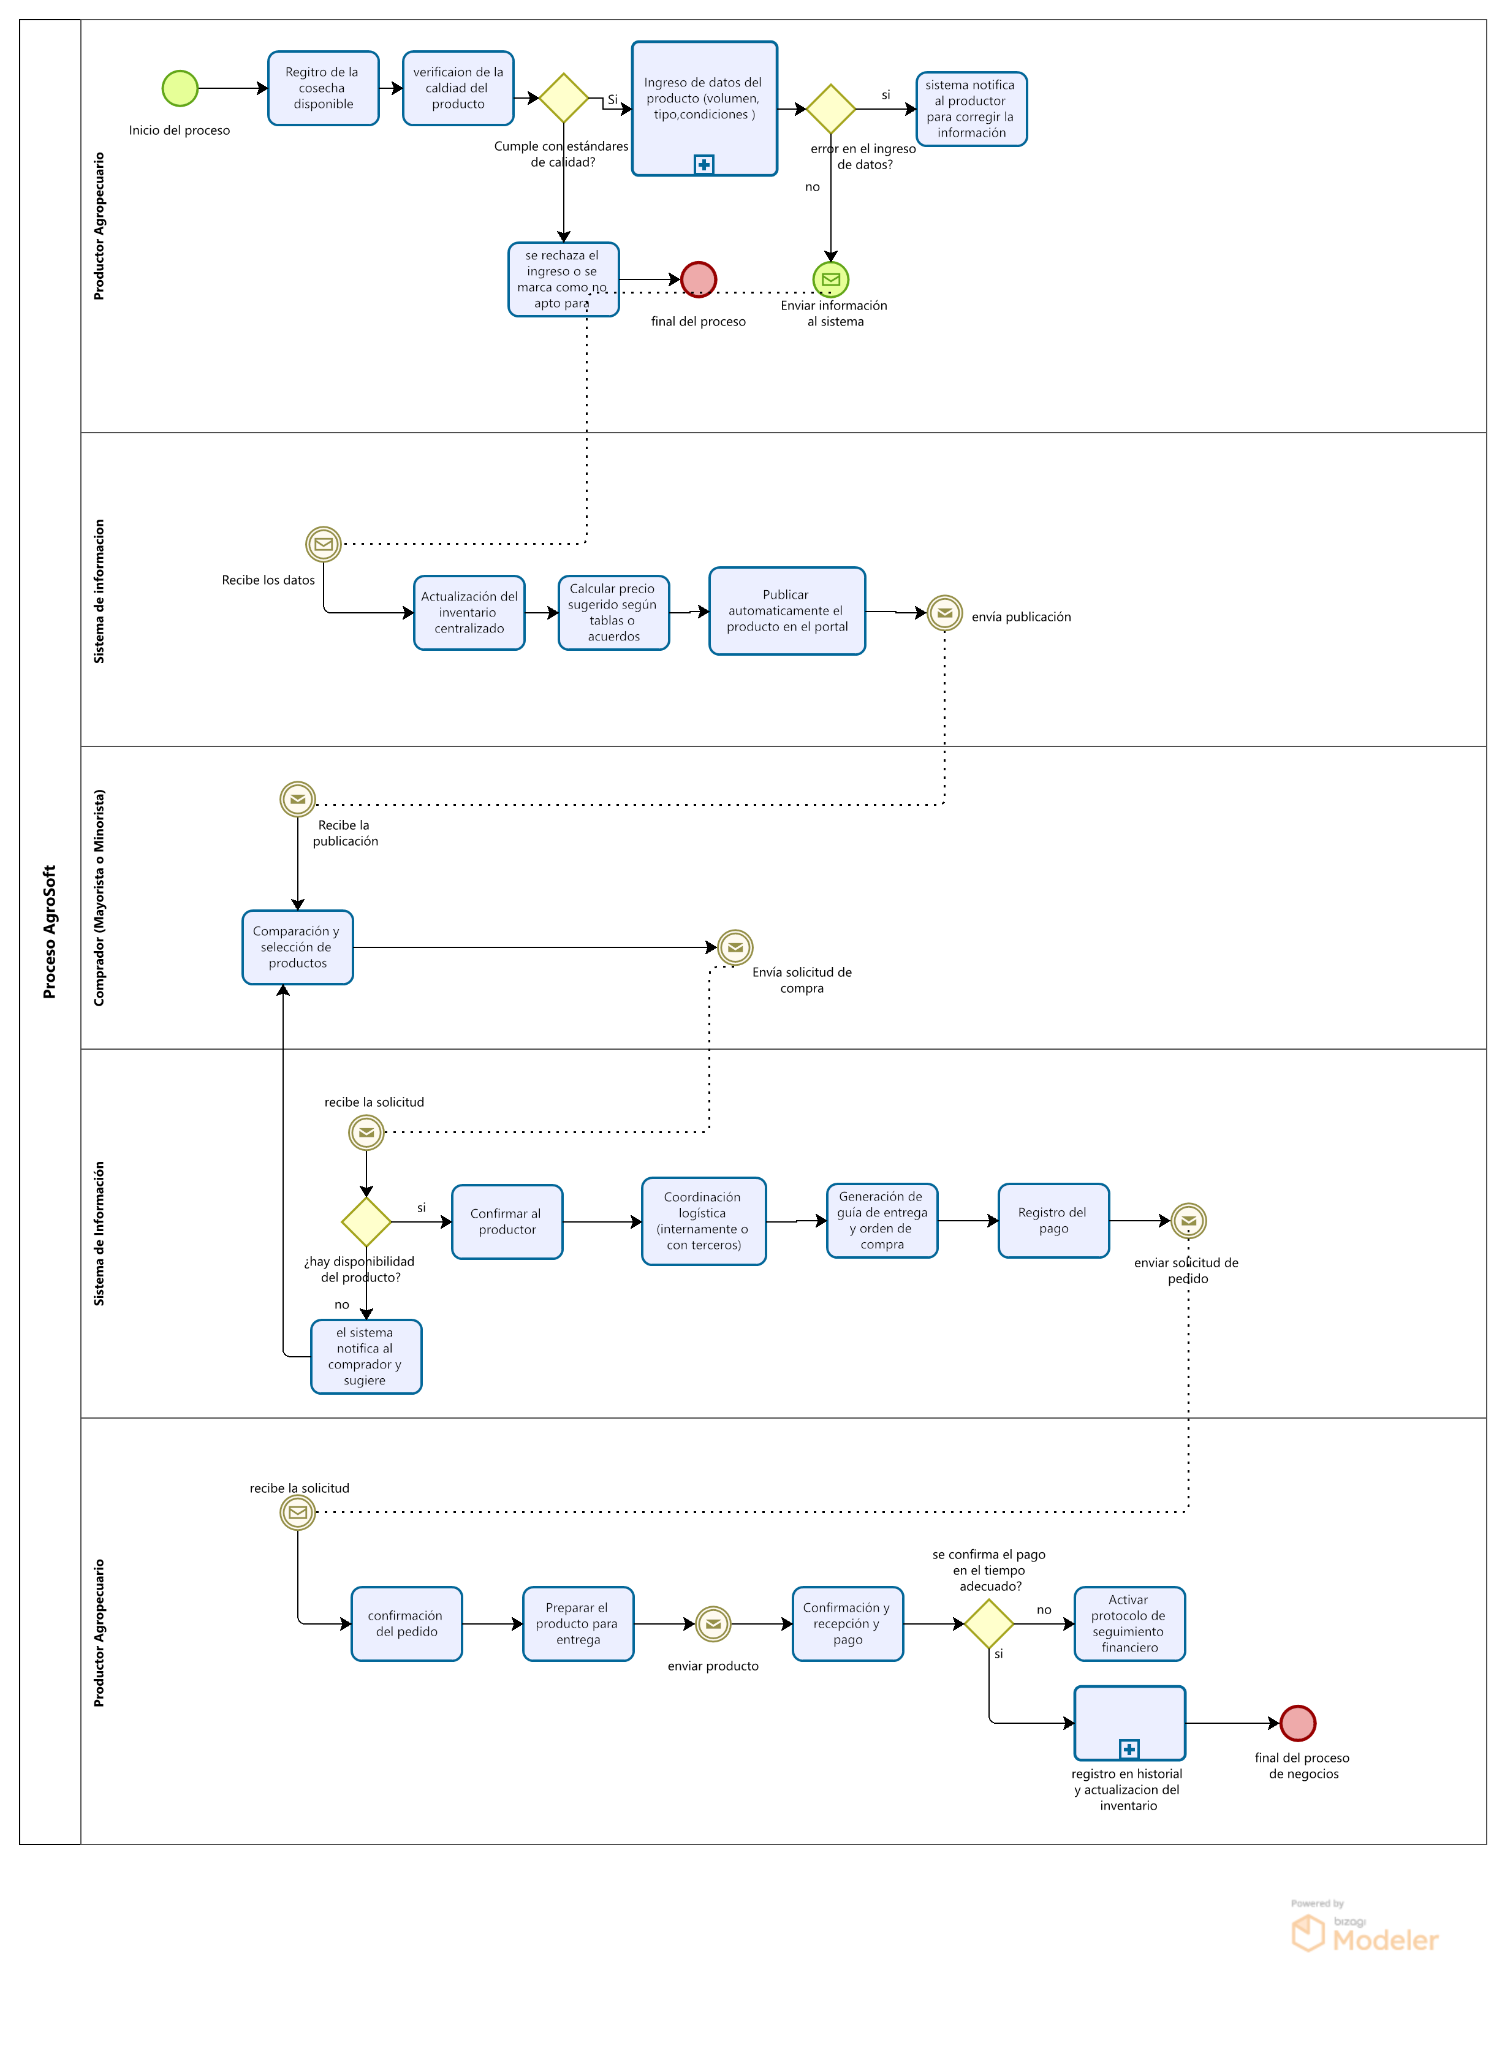 Proceso AgroSoft
Productor Agropecuario
Inicio del proceso
Regitro de la
cosecha
disponible
verificaion de la
caldiad del
producto
Cumple con estándares
de calidad?
Si
Ingreso de datos del
producto (volumen,
tipo,condiciones )
error en el ingreso
de datos?
si
sistema notifica
al productor
para corregir la
información
no
se rechaza el
ingreso o se
marca como no
apto para
final del proceso
Enviar información
al sistema
Sistema de informacion
Recibe los datos
Actualización del
inventario
centralizado
Calcular precio
sugerido según
tablas o
acuerdos
Publicar
automaticamente el
producto en el portal
envía publicación
Comprador (Mayorista o Minorista)
Recibe la
publicación
Comparación y
selección de
productos
Envía solicitud de
compra
Sistema de Información
recibe la solicitud
¿hay disponibilidad
del producto?
si
Confirmar al
productor
Coordinación
logística
(internamente o
con terceros)
Generación de
guía de entrega
y orden de
compra
Registro del
pago
enviar solicitud de
pedido
no
el sistema
notifica al
comprador y
sugiere
Productor Agropecuario
recibe la solicitud
confirmación
del pedido
Preparar el
producto para
entrega
enviar producto
Confirmación y
recepción y
pago
se confirma el pago
en el tiempo
adecuado?
no
Activar
protocolo de
seguimiento
financiero
si
registro en historial
y actualizacion del
inventario
final del proceso
de negocios
Powered by
bizagi
Modeler